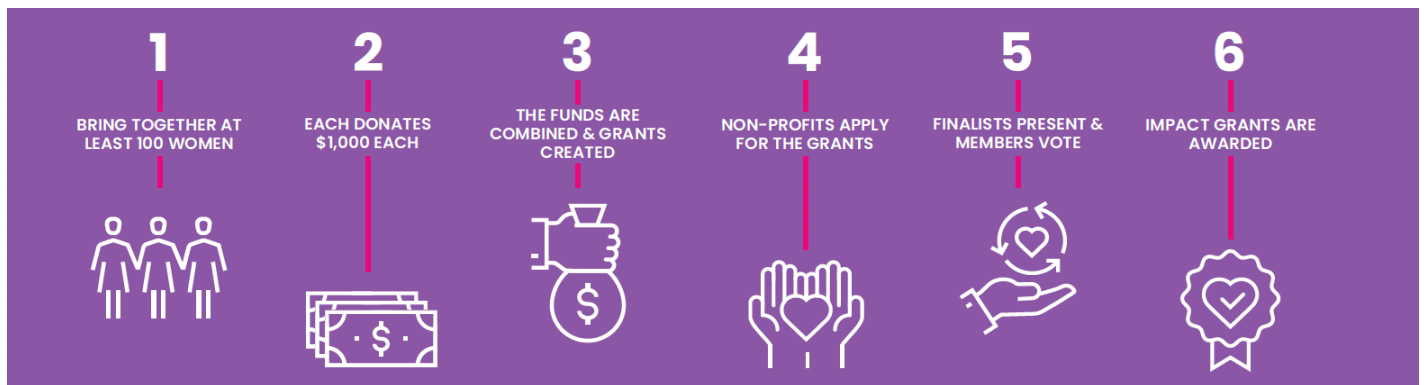 1
BRING TOGETHER AT
LEAST 100 WOMEN
2
EACH DONATES
$1,000 EACH
3
THE FUNDS ARE
COMBINED & GRANTS
CREATED
$
4
NON-PROFITS APPLY
FOR THE GRANTS
5
FINALISTS PRESENT &
MEMBERS VOTE
6
IMPACT GRANTS ARE
AWARDED
$